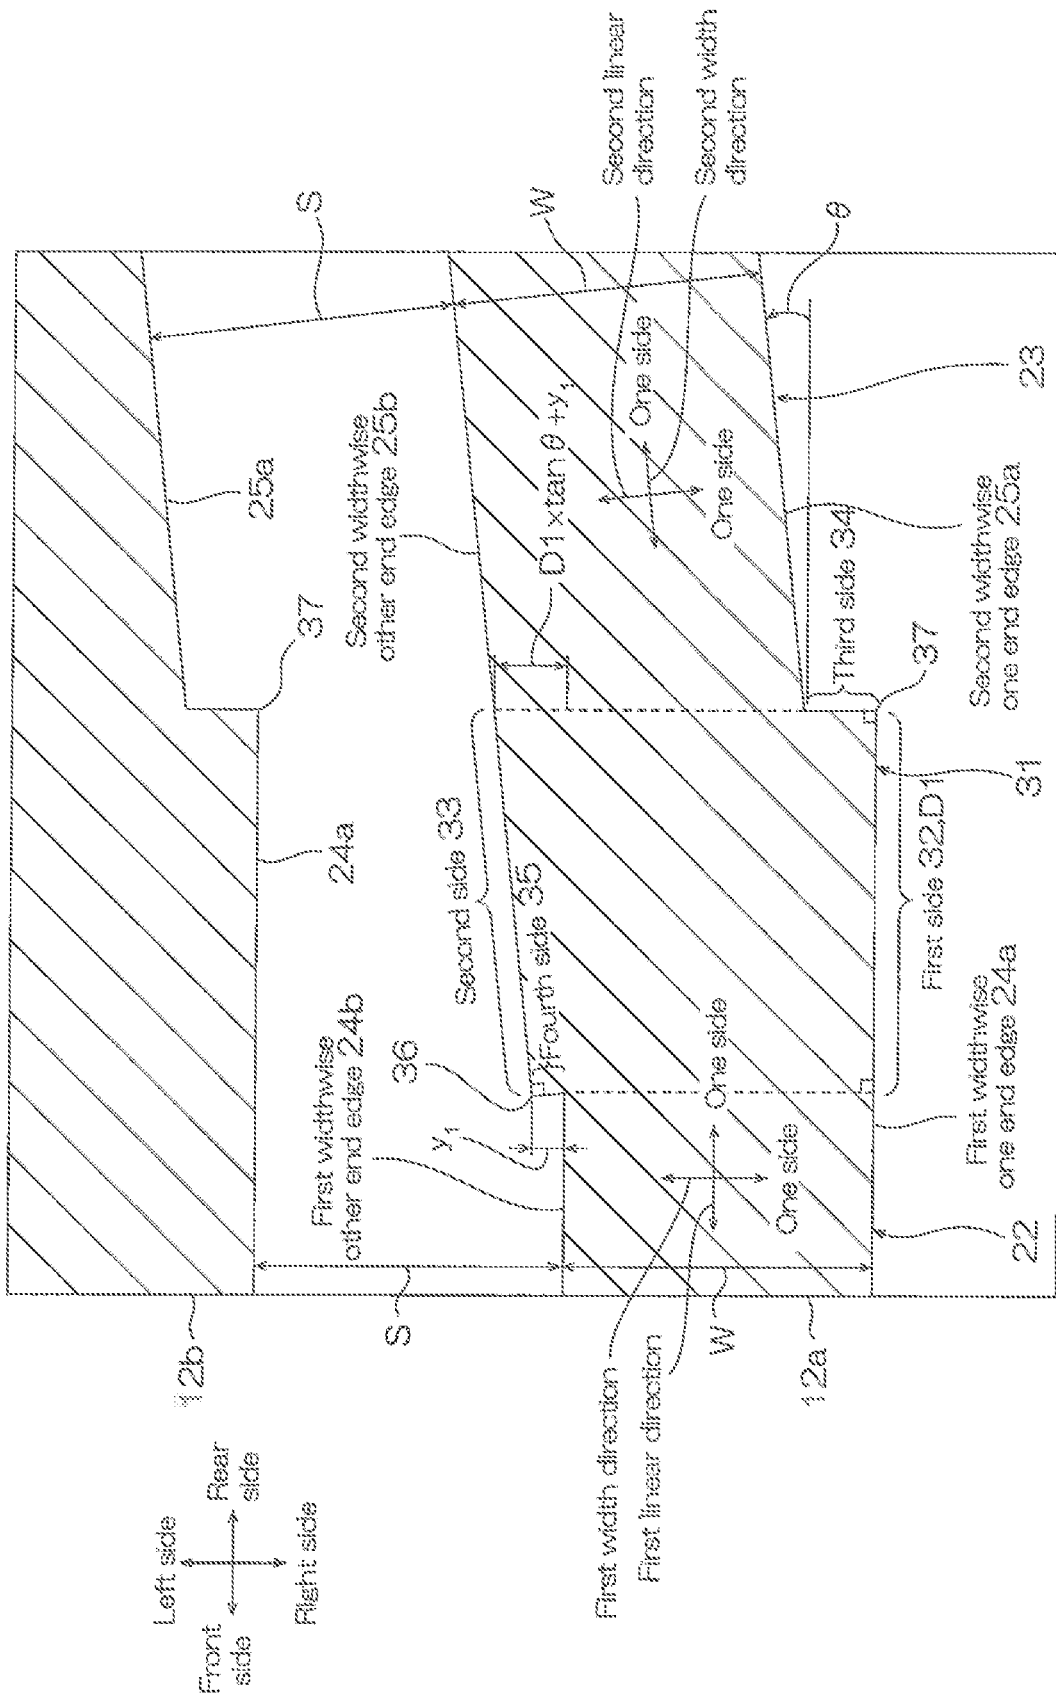 Left side
Front
side
Rear
side
Right side
12b
S
First widthwise
other end edge 24b
y1
36
Second side 33
Fourth side 35
24a
37
25a
Second widthwise
other end edge 25b
D1×tan θ+y1
S
W
Second linear
direction
Second width
direction
θ
One side
One side
23
Third side 34
Second widthwise
one end edge 25a
37
31
First side 32,D1
First widthwise
one end edge 24a
One side
One side
22
W
12a
First width direction
First linear direction